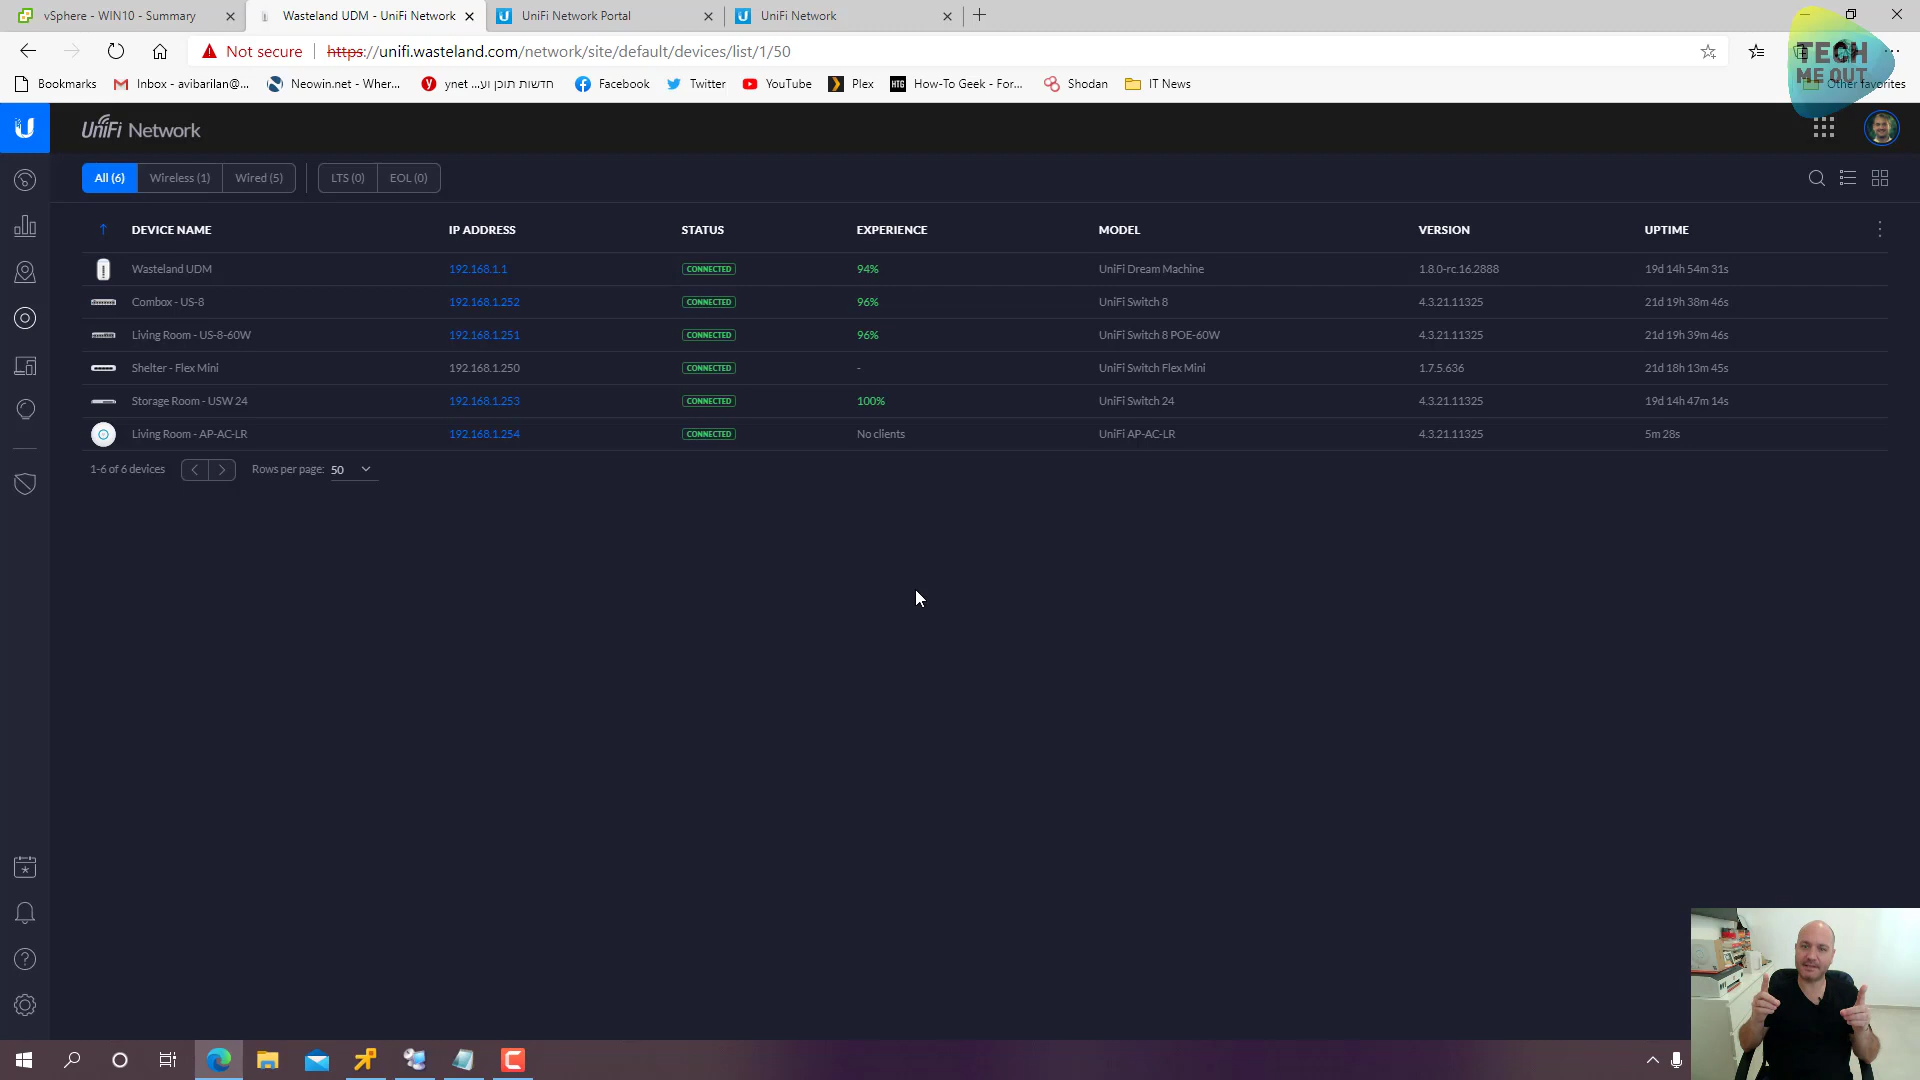 vSphere - WIN10 - Summary
Wasteland UDM - UniFi Network
UniFi Network Portal
UniFi Network
Not secure
https://unifi.wasteland.com/network/site/default/devices/list/1/50
TECH
ME OUT
Bookmarks
Inbox - avibarilan@...
Neowin.net - Wher...
ynet חדשות תוכן וע...
Facebook
Twitter
YouTube
Plex
HTG
How-To Geek - For...
Shodan
IT News
Other favorites
UniFi Network
All (6)
Wireless (1)
Wired (5)
LTS (0)
EOL (0)
DEVICE NAME IP ADDRESS STATUS EXPERIENCE MODEL VERSION UPTIME
Wasteland UDM 192.168.1.1 CONNECTED 94% UniFi Dream Machine 1.8.0-rc.16.2888 19d 14h 54m 31s
Combox - US-8 192.168.1.252 CONNECTED 96% UniFi Switch 8 4.3.21.11325 21d 19h 38m 46s
Living Room - US-8-60W 192.168.1.251 CONNECTED 96% UniFi Switch 8 POE-60W 4.3.21.11325 21d 19h 39m 46s
Shelter - Flex Mini 192.168.1.250 CONNECTED - UniFi Switch Flex Mini 1.7.5.636 21d 18h 13m 45s
Storage Room - USW 24 192.168.1.253 CONNECTED 100% UniFi Switch 24 4.3.21.11325 19d 14h 47m 14s
Living Room - AP-AC-LR 192.168.1.254 CONNECTED No clients UniFi AP-AC-LR 4.3.21.11325 5m 28s
1-6 of 6 devices
Rows per page: 50